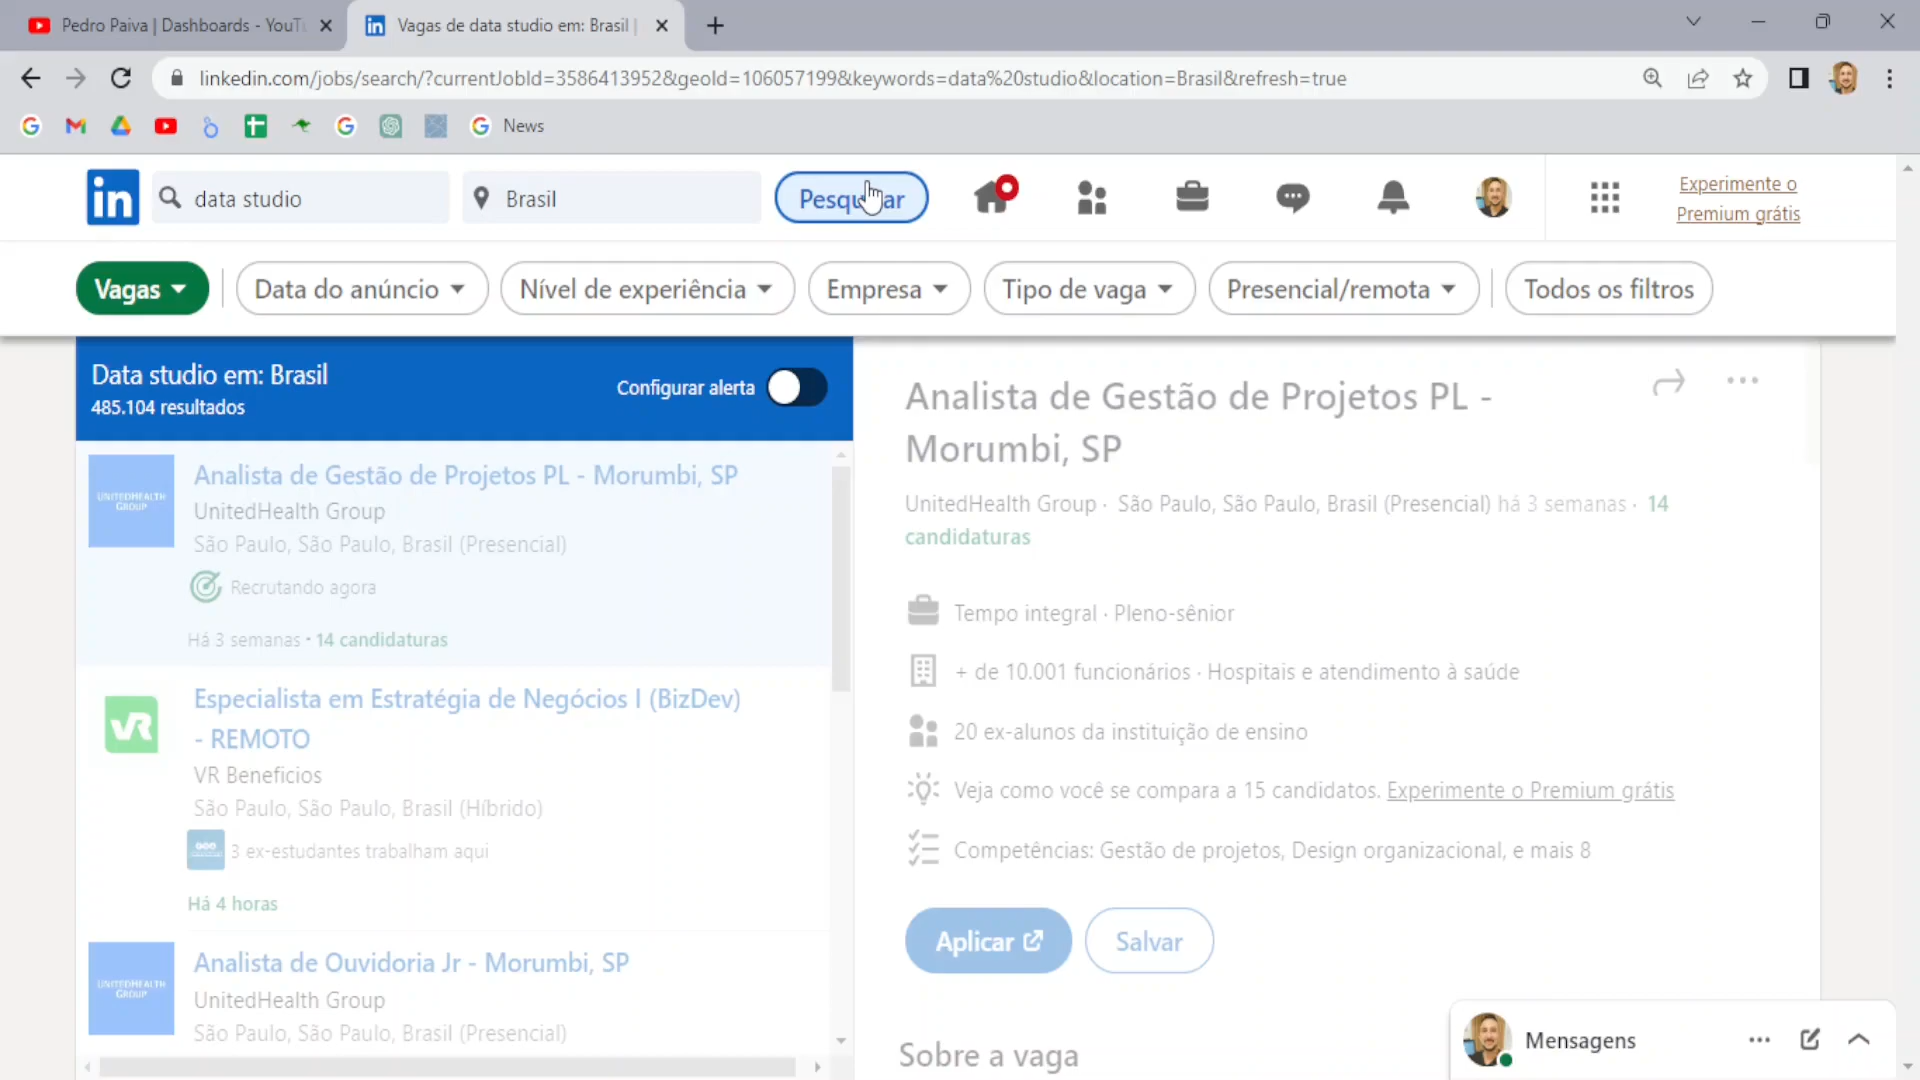 Pedro Paiva | Dashboards - YouT
Vagas de data studio em: Brasil |
linkedin.com/jobs/search/?currentJobId=3586413952&geoId=106057199&keywords=data%20studio&location=Brasil&refresh=true
News
in
data studio
Brasil
Pesquisar
Experimente o
Premium grátis
Vagas
Data do anúncio
Nível de experiência
Empresa
Tipo de vaga
Presencial/remota
Todos os filtros
Data studio em: Brasil
485.104 resultados
Configurar alerta
UNITEDHEALTH
GROUP
Analista de Gestão de Projetos PL - Morumbi, SP
UnitedHealth Group
São Paulo, São Paulo, Brasil (Presencial)
Recrutando agora
Há 3 semanas · 14 candidaturas
VR
Especialista em Estratégia de Negócios I (BizDev)
- REMOTO
VR Beneficios
São Paulo, São Paulo, Brasil (Híbrido)
3 ex-estudantes trabalham aqui
Há 4 horas
UNITEDHEALTH
GROUP
Analista de Ouvidoria Jr - Morumbi, SP
UnitedHealth Group
São Paulo, São Paulo, Brasil (Presencial)
Analista de Gestão de Projetos PL -
Morumbi, SP
UnitedHealth Group · São Paulo, São Paulo, Brasil (Presencial) há 3 semanas · 14
candidaturas
Tempo integral · Pleno-sênior
+ de 10.001 funcionários · Hospitais e atendimento à saúde
20 ex-alunos da instituição de ensino
Veja como você se compara a 15 candidatos. Experimente o Premium grátis
Competências: Gestão de projetos, Design organizacional, e mais 8
Aplicar
Salvar
Sobre a vaga
Mensagens